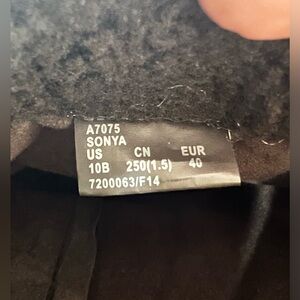 A7075
SONYA
US CN EUR
10B 250(1.5) 40
7200063/F14